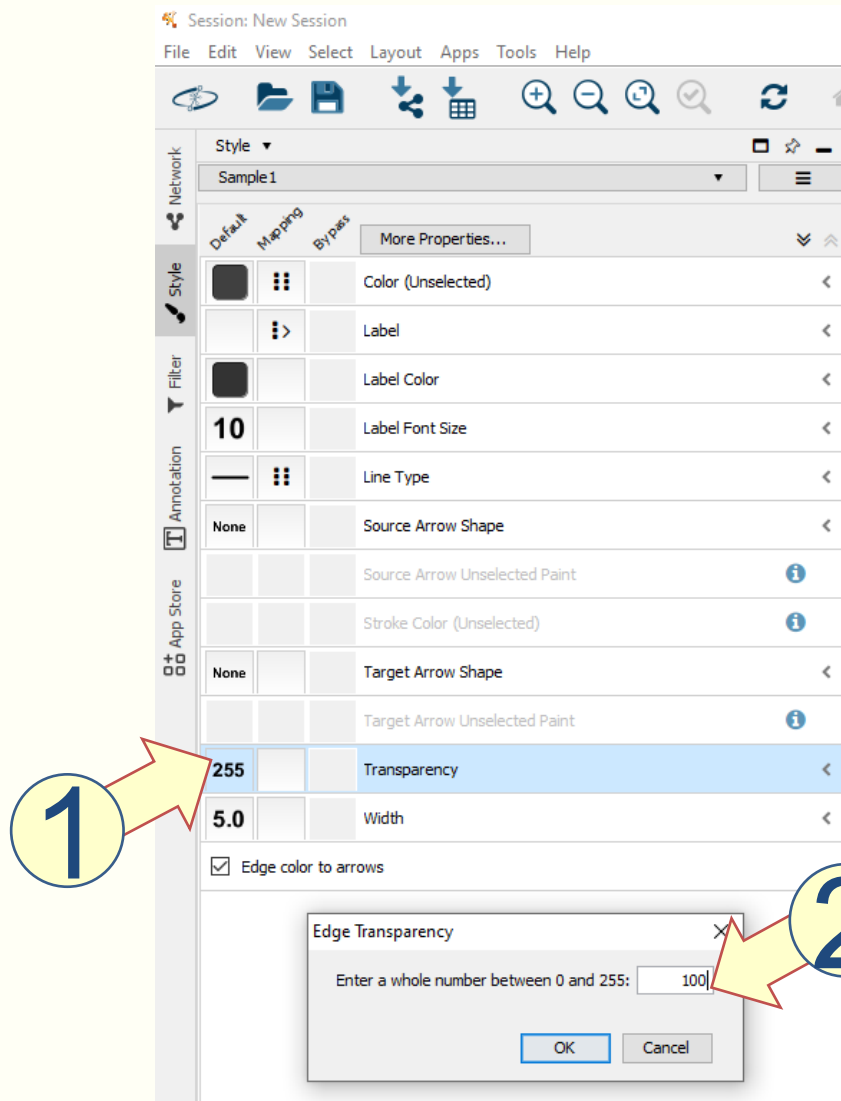 Session: New Session
File Edit View Select Layout Apps Tools Help
Style
Sample1
Default Mapping Bypass More Properties...
Color (Unselected)
Label
Label Color
10 Label Font Size
Line Type
None Source Arrow Shape
Source Arrow Unselected Paint
Stroke Color (Unselected)
None Target Arrow Shape
Target Arrow Unselected Paint
255 Transparency
5.0 Width
Edge color to arrows
Network
Style
Filter
T Annotation
App Store
1
Edge Transparency
Enter a whole number between 0 and 255: 100
OK Cancel
2